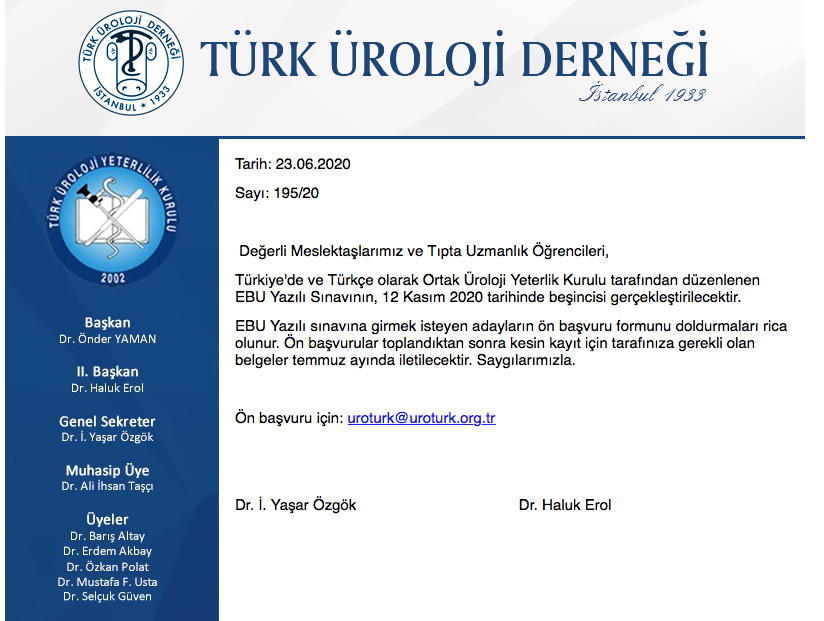 TÜRK ÜROLOJİ DERNEĞİ
İSTANBUL ★ 1933
TÜRK ÜROLOJİ DERNEĞİ
İstanbul 1933
TÜRK ÜROLOJİ YETERLİLİK KURULU
2002
Başkan
Dr. Önder YAMAN
II. Başkan
Dr. Haluk Erol
Genel Sekreter
Dr. İ. Yaşar Özgök
Muhasip Üye
Dr. Ali İhsan Taşçı
Üyeler
Dr. Barış Altay
Dr. Erdem Akbay
Dr. Özkan Polat
Dr. Mustafa F. Usta
Dr. Selçuk Güven
Tarih: 23.06.2020
Sayı: 195/20
Değerli Meslektaşlarımız ve Tıpta Uzmanlık Öğrencileri,
Türkiye'de ve Türkçe olarak Ortak Üroloji Yeterlik Kurulu tarafından düzenlenen
EBU Yazılı Sınavının, 12 Kasım 2020 tarihinde beşincisi gerçekleştirilecektir.
EBU Yazılı sınavına girmek isteyen adayların ön başvuru formunu doldurmaları rica
olunur. Ön başvurular toplandıktan sonra kesin kayıt için tarafınıza gerekli olan
belgeler temmuz ayında iletilecektir. Saygılarımızla.
Ön başvuru için: uroturk@uroturk.org.tr
Dr. İ. Yaşar Özgök Dr. Haluk Erol